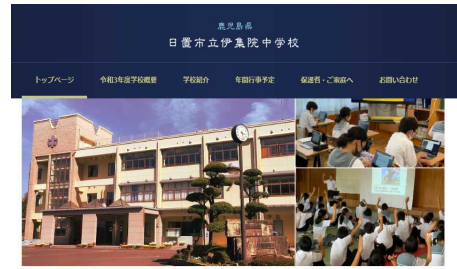 鹿児島県
日置市立伊集院中学校
トップページ 令和3年度学校概要 学校紹介 年間行事予定 保護者・ご家庭へ お問い合わせ